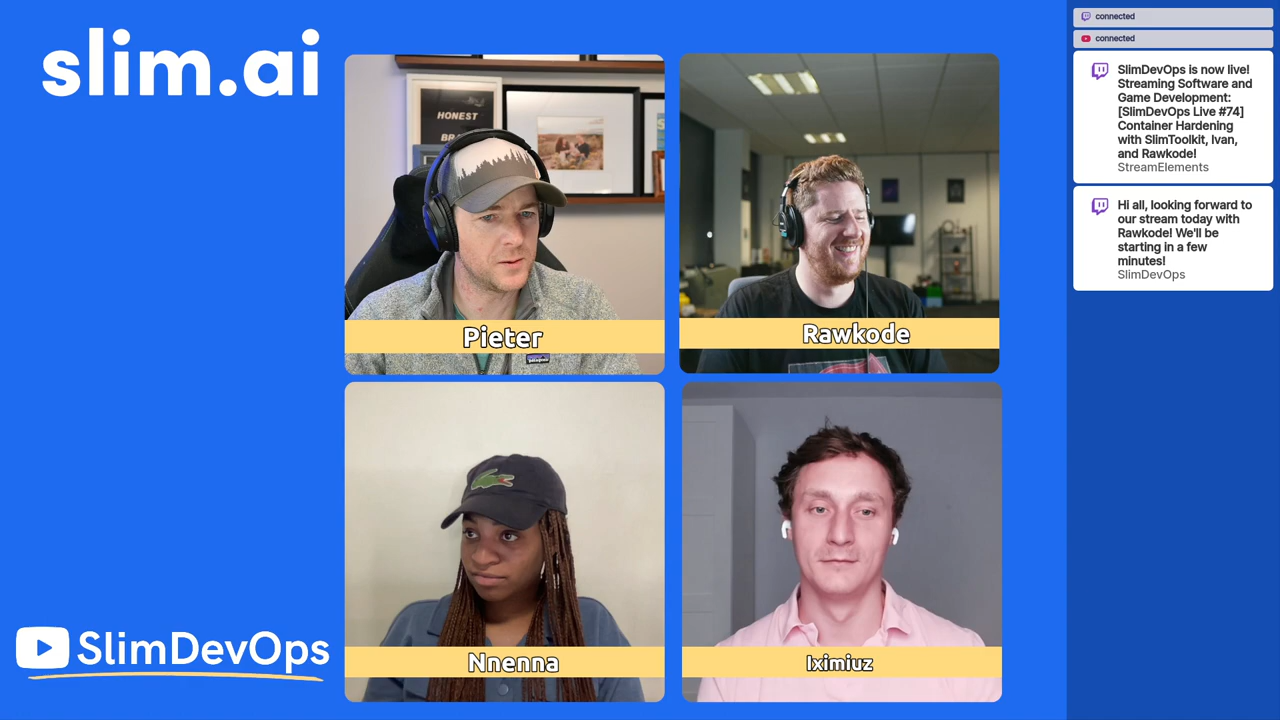 slim.ai
HONEST
BRA
Pieter
patagonia
Rawkode
Nnenna
Iximiuz
SlimDevOps
connected
connected
SlimDevOps is now live!
Streaming Software and
Game Development:
[SlimDevOps Live #74]
Container Hardening
with SlimToolkit, Ivan,
and Rawkode!
StreamElements
Hi all, looking forward to
our stream today with
Rawkode! We'll be
starting in a few
minutes!
SlimDevOps